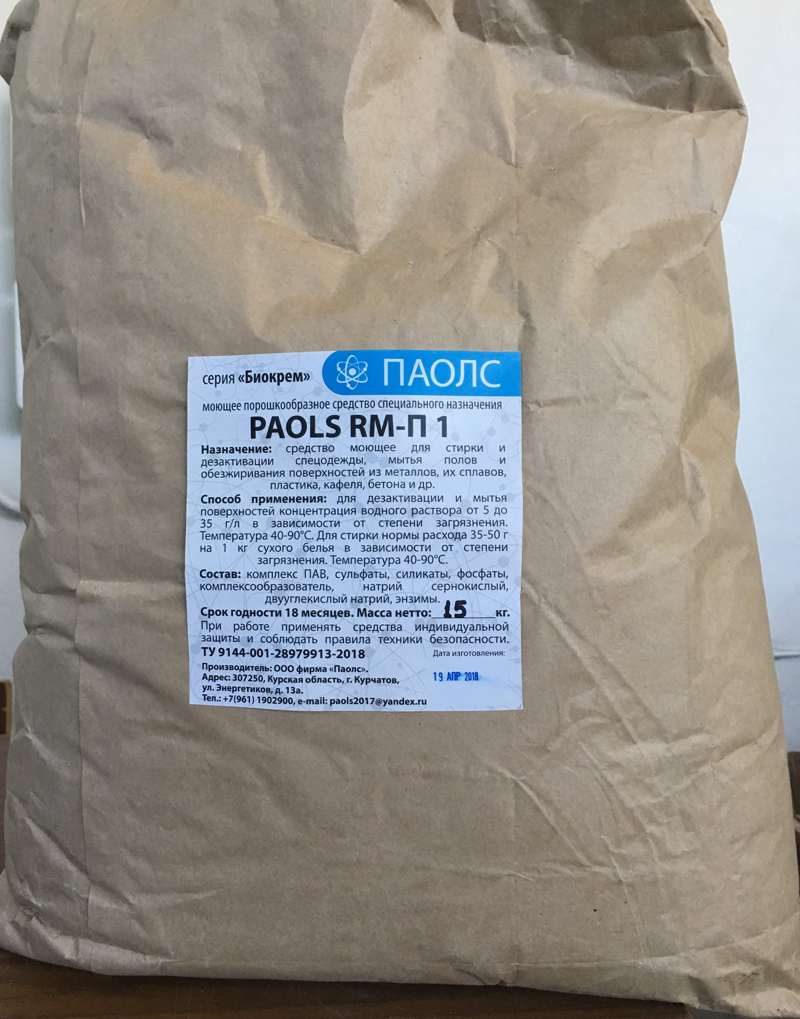 серия «Биокрем»
ПАОЛС
моющее порошкообразное средство специального назначения
PAOLS RM-П 1
Назначение: средство моющее для стирки и
дезактивации спецодежды, мытья полов и
обезжиривания поверхностей из металлов, их сплавов,
пластика, кафеля, бетона и др.
Способ применения: для дезактивации и мытья
поверхностей концентрация водного раствора от 5 до
35 г/л в зависимости от степени загрязнения.
Температура 40-90°С. Для стирки нормы расхода 35-50 г
на 1 кг сухого белья в зависимости от степени
загрязнения. Температура 40-90°С.
Состав: комплекс ПАВ, сульфаты, силикаты, фосфаты,
комплексообразователь, натрий сернокислый,
двууглекислый натрий, энзимы.
Срок годности 18 месяцев. Масса нетто: 15 кг.
При работе применять средства индивидуальной
защиты и соблюдать правила техники безопасности.
ТУ 9144-001-28979913-2018
Дата изготовления:
19 АПР 2018
Производитель: ООО фирма «Паолс».
Адрес: 307250, Курская область, г. Курчатов,
ул. Энергетиков, д. 13а.
Тел.: +7(961) 1902900, e-mail: paols2017@yandex.ru